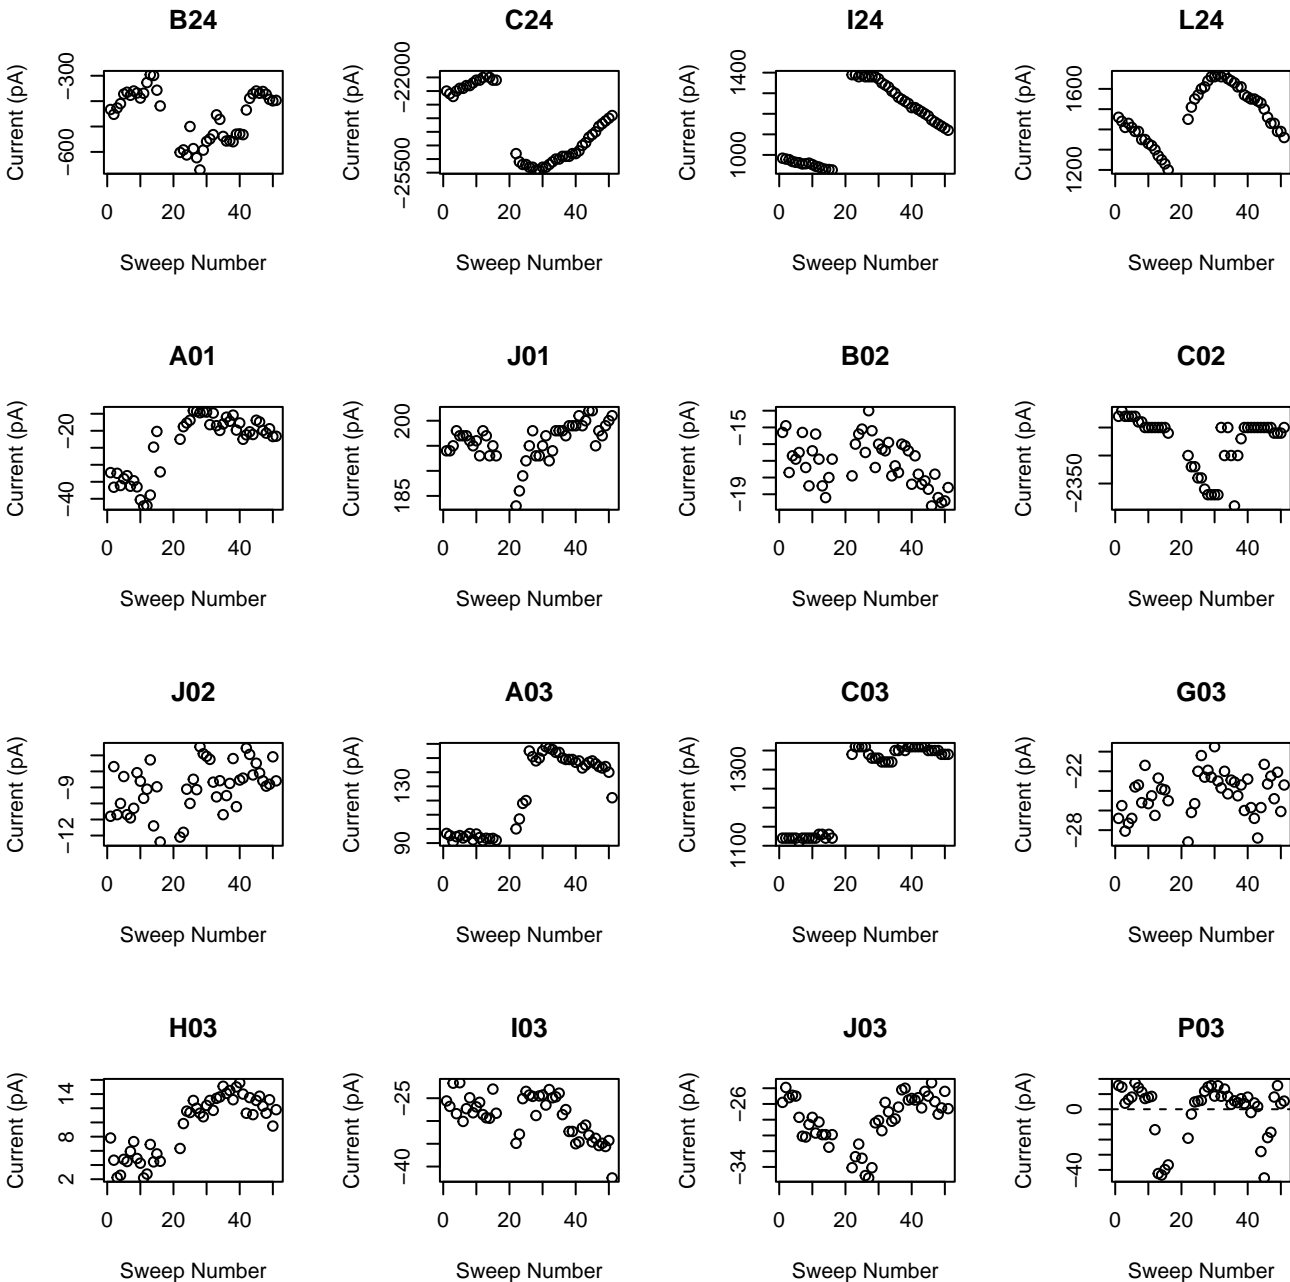 B24 C24 I24 L24
Current (pA) -600 -300 Current (pA) -25500 -22000 Current (pA) 1000 1400 Current (pA) 1200 1600
0 20 40 0 20 40 0 20 40 0 20 40
Sweep Number Sweep Number Sweep Number Sweep Number
A01 J01 B02 C02
Current (pA) -40 -20 Current (pA) 185 200 Current (pA) -19 -15 Current (pA) -2350
0 20 40 0 20 40 0 20 40 0 20 40
Sweep Number Sweep Number Sweep Number Sweep Number
J02 A03 C03 G03
Current (pA) -12 -9 Current (pA) 90 130 Current (pA) 1100 1300 Current (pA) -28 -22
0 20 40 0 20 40 0 20 40 0 20 40
Sweep Number Sweep Number Sweep Number Sweep Number
H03 I03 J03 P03
Current (pA) 2 8 14 Current (pA) -40 -25 Current (pA) -34 -26 Current (pA) -40 0
0 20 40 0 20 40 0 20 40 0 20 40
Sweep Number Sweep Number Sweep Number Sweep Number